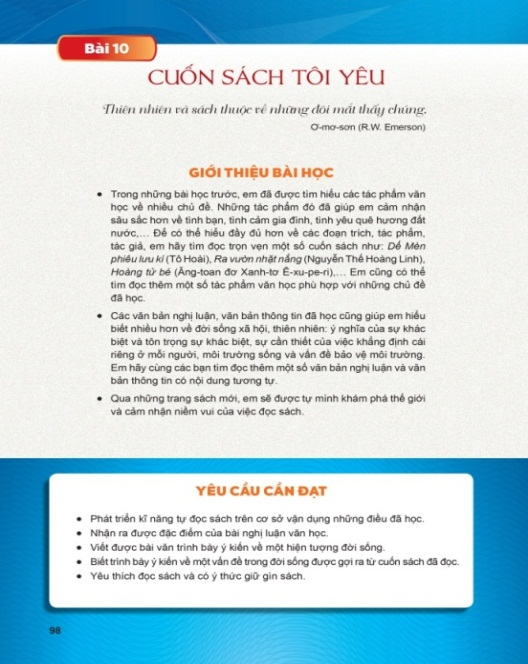 Bài 10
CUỐN SÁCH TÔI YÊU
Thiên nhiên và sách thuộc về những đôi mắt thấy chúng.
Ơ-mơ-sơn (R.W. Emerson)
GIỚI THIỆU BÀI HỌC
• Trong những bài học trước, em đã được tìm hiểu các tác phẩm văn
học về nhiều chủ đề. Những tác phẩm đó đã giúp em cảm nhận
sâu sắc hơn về tình bạn, tình cảm gia đình, tình yêu quê hương đất
nước,... Để có thể hiểu đầy đủ hơn về các đoạn trích, tác phẩm,
tác giả, em hãy tìm đọc trọn vẹn một số cuốn sách như: Dế Mèn
phiêu lưu kí (Tô Hoài), Ra vườn nhặt nắng (Nguyễn Thế Hoàng Linh),
Hoàng tử bé (Ăng-toan đơ Xanh-tơ Ê-xu-pe-ri),... Em cũng có thể
tìm đọc thêm một số tác phẩm văn học phù hợp với những chủ đề
đã học.
• Các văn bản nghị luận, văn bản thông tin đã học cũng giúp em hiểu
biết nhiều hơn về đời sống xã hội, thiên nhiên: ý nghĩa của sự khác
biệt và tôn trọng sự khác biệt, sự cần thiết của việc khẳng định cái
riêng ở mỗi người, môi trường sống và vấn đề bảo vệ môi trường.
Em hãy cùng các bạn tìm đọc thêm một số văn bản nghị luận và văn
bản thông tin có nội dung tương tự.
• Qua những trang sách mới, em sẽ được tự mình khám phá thế giới
và cảm nhận niềm vui của việc đọc sách.
YÊU CẦU CẦN ĐẠT
• Phát triển kĩ năng tự đọc sách trên cơ sở vận dụng những điều đã học.
• Nhận ra được đặc điểm của bài nghị luận văn học.
• Viết được bài văn trình bày ý kiến về một hiện tượng đời sống.
• Biết trình bày ý kiến về một vấn đề trong đời sống được gợi ra từ cuốn sách đã đọc.
• Yêu thích đọc sách và có ý thức giữ gìn sách.
98